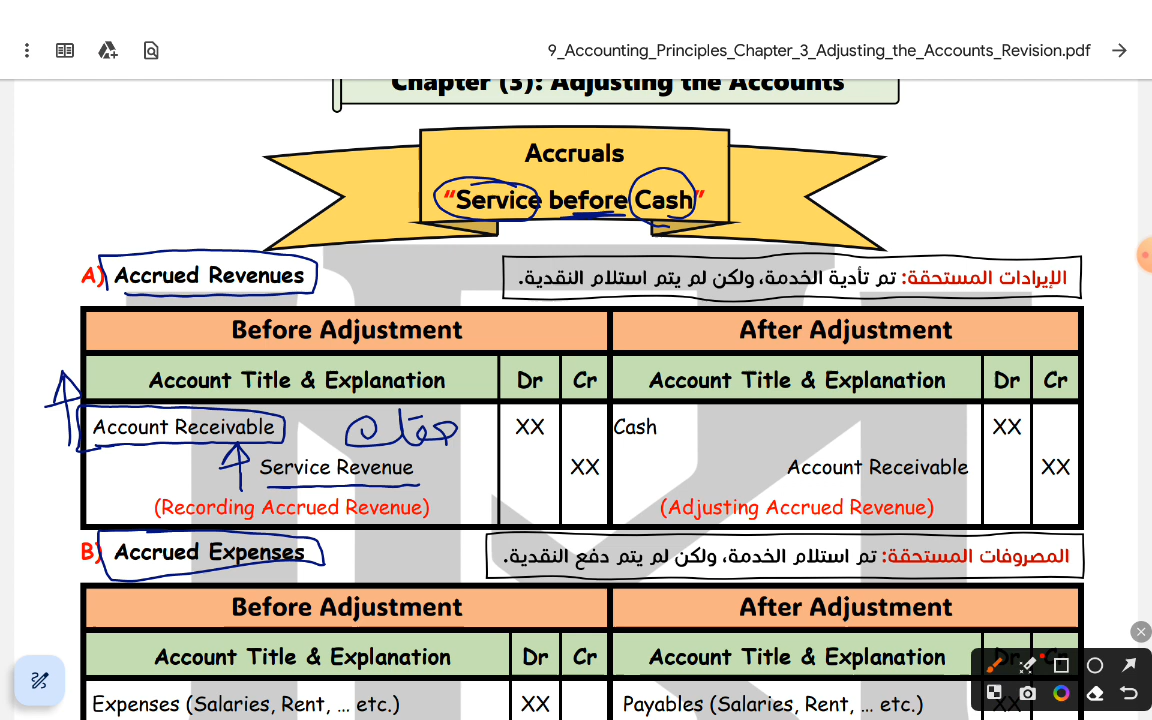 9_Accounting_Principles_Chapter_3_Adjusting_the_Accounts_Revision.pdf
Chapter (3): Adjusting the Accounts
Accruals
"Service before Cash"
A) Accrued Revenues
الإيرادات المستحقة: تم تأدية الخدمة، ولكن لم يتم استلام النقدية.
Before Adjustment After Adjustment
Account Title & Explanation Dr Cr Account Title & Explanation Dr Cr
Account Receivable XX Cash XX
Service Revenue XX Account Receivable XX
(Recording Accrued Revenue) (Adjusting Accrued Revenue)
B) Accrued Expenses
المصروفات المستحقة: تم استلام الخدمة، ولكن لم يتم دفع النقدية.
Before Adjustment After Adjustment
Account Title & Explanation Dr Cr Account Title & Explanation Dr Cr
Expenses (Salaries, Rent, ... etc.) XX Payables (Salaries, Rent, ... etc.) XX